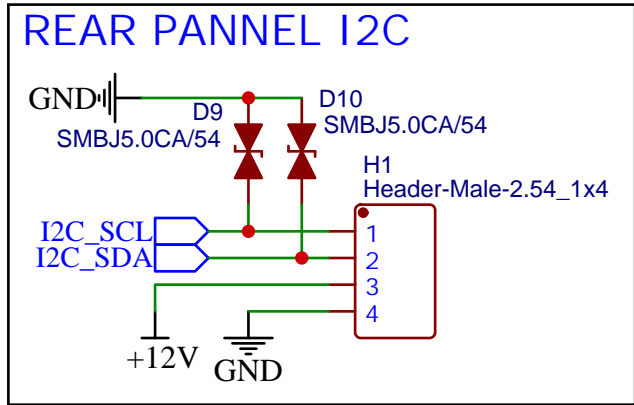 REAR PANNEL I2C
GND
D9
SMBJ5.0CA/54
D10
SMBJ5.0CA/54
H1
Header-Male-2.54_1x4
I2C_SCL
I2C_SDA
1
2
3
4
+12V
GND